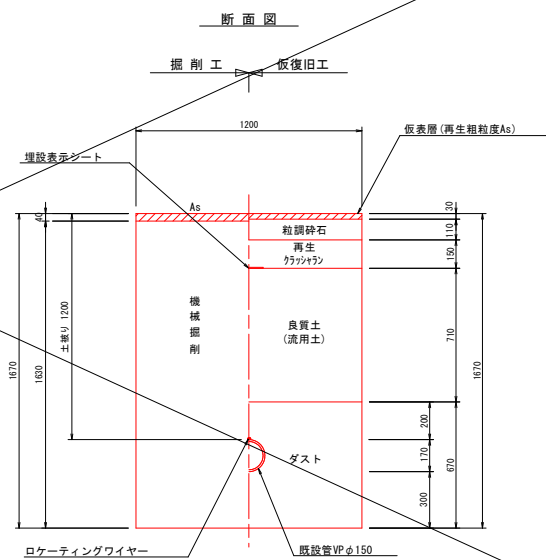 断面図
掘削工
仮復旧工
1200
仮表層(再生粗粒度As)
埋設表示シート
As
40
30
粒調砕石
110
再生
クラッシャラン
150
土被り 1200
機械掘削
良質土
(流用土)
710
1670
1630
1670
200
ダスト
170
670
300
ロケーティングワイヤー
既設管VPφ150